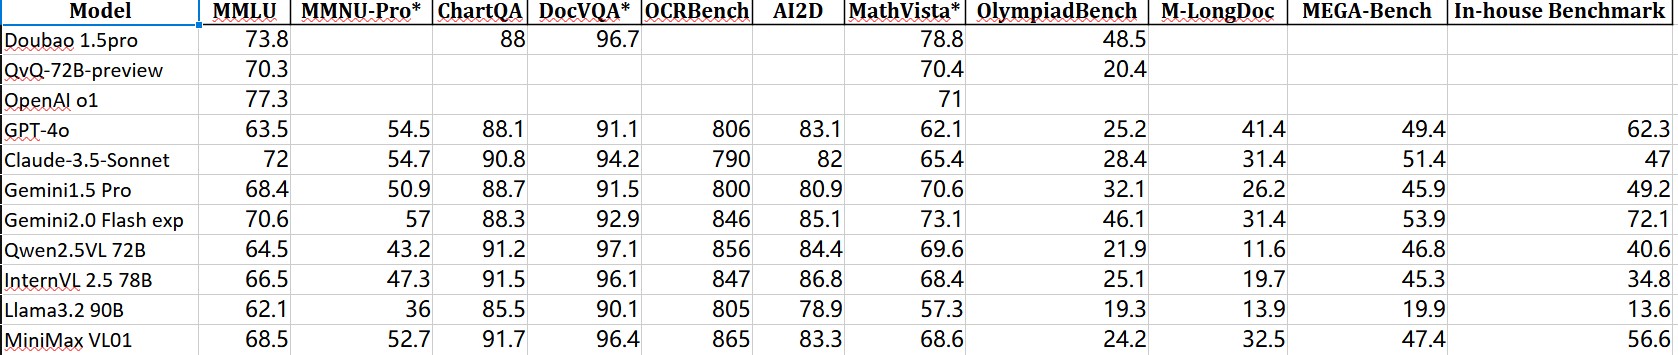 Model MMLU MMNU-Pro* ChartQA DocVQA* OCRBench AI2D MathVista* OlympiadBench M-LongDoc MEGA-Bench In-house Benchmark
Doubao 1.5pro 73.8 88 96.7 78.8 48.5
QvQ-72B-preview 70.3 70.4 20.4
OpenAI o1 77.3 71
GPT-4o 63.5 54.5 88.1 91.1 806 83.1 62.1 25.2 41.4 49.4 62.3
Claude-3.5-Sonnet 72 54.7 90.8 94.2 790 82 65.4 28.4 31.4 51.4 47
Gemini1.5 Pro 68.4 50.9 88.7 91.5 800 80.9 70.6 32.1 26.2 45.9 49.2
Gemini2.0 Flash exp 70.6 57 88.3 92.9 846 85.1 73.1 46.1 31.4 53.9 72.1
Qwen2.5VL 72B 64.5 43.2 91.2 97.1 856 84.4 69.6 21.9 11.6 46.8 40.6
InternVL 2.5 78B 66.5 47.3 91.5 96.1 847 86.8 68.4 25.1 19.7 45.3 34.8
Llama3.2 90B 62.1 36 85.5 90.1 805 78.9 57.3 19.3 13.9 19.9 13.6
MiniMax VL01 68.5 52.7 91.7 96.4 865 83.3 68.6 24.2 32.5 47.4 56.6